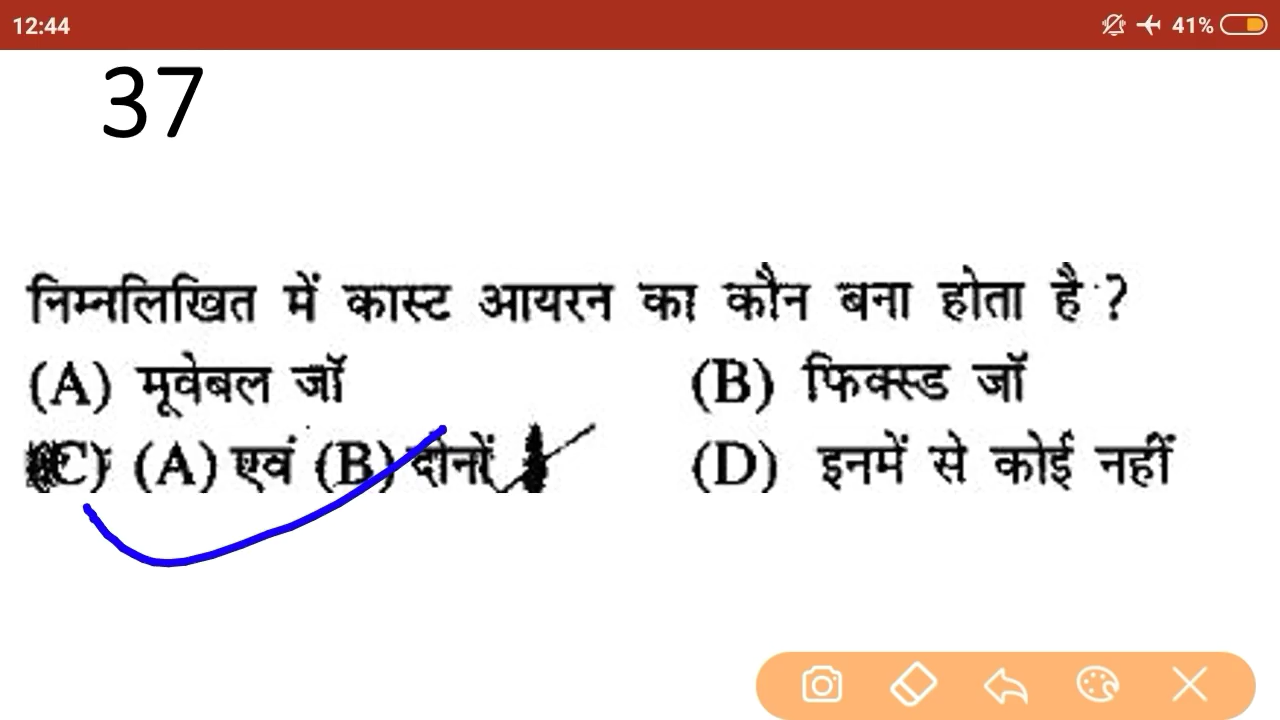 12:44 41%
37
निम्नलिखित में कास्ट आयरन का कौन बना होता है ?
(A) मूवेबल जॉ (B) फिक्स्ड जॉ
(C) (A) एवं (B) दोनों (D) इनमें से कोई नहीं